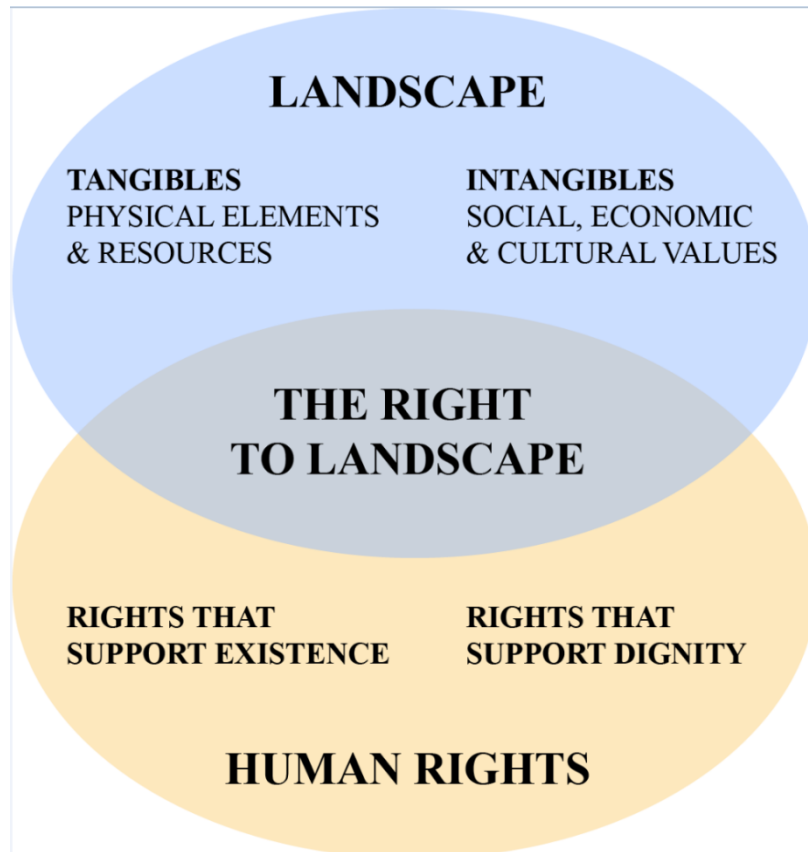 LANDSCAPE
TANGIBLES
PHYSICAL ELEMENTS
& RESOURCES
INTANGIBLES
SOCIAL, ECONOMIC
& CULTURAL VALUES
THE RIGHT
TO LANDSCAPE
RIGHTS THAT
SUPPORT EXISTENCE
RIGHTS THAT
SUPPORT DIGNITY
HUMAN RIGHTS